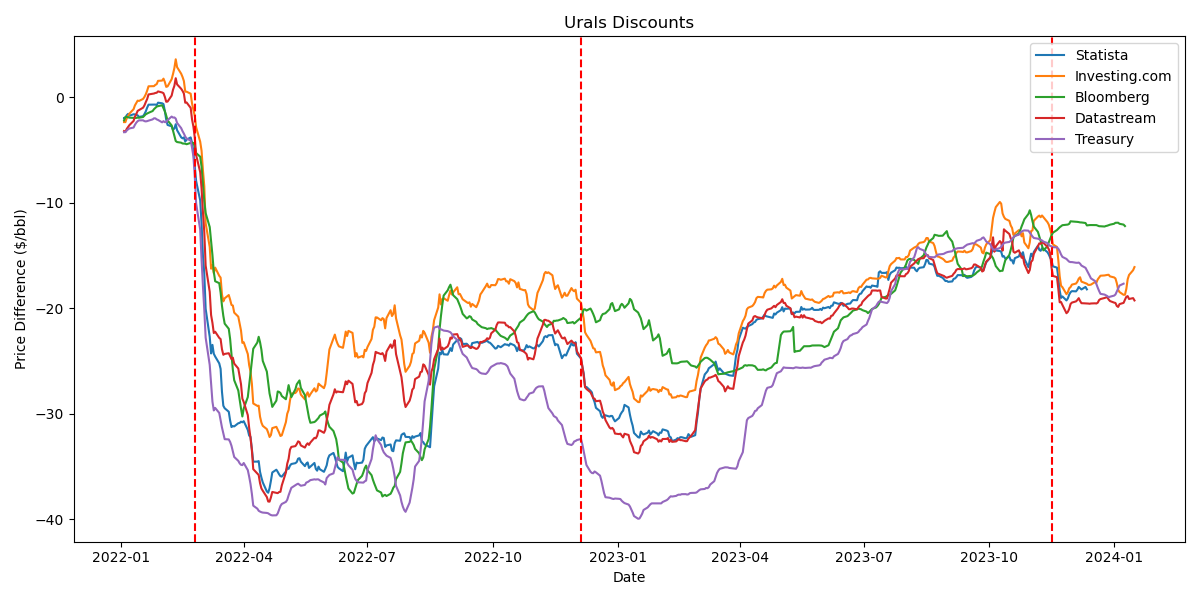 Urals Discounts
Statista
Investing.com
Bloomberg
Datastream
Treasury
Price Difference ($/bbl)
0
−10
−20
−30
−40
2022-01 2022-04 2022-07 2022-10 2023-01 2023-04 2023-07 2023-10 2024-01
Date